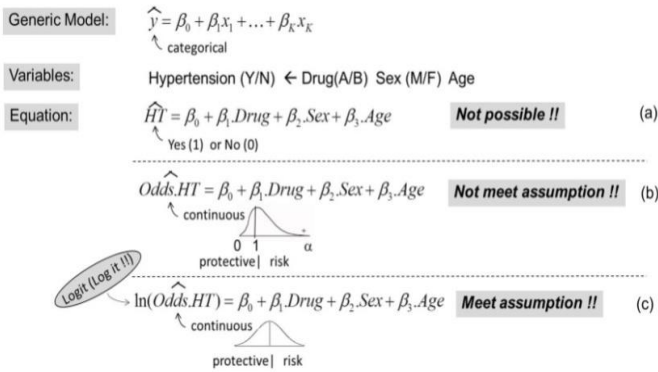 Generic Model: ŷ = β₀ + β₁x₁ + ... + β_K x_K
categorical
Variables: Hypertension (Y/N) ← Drug(A/B) Sex (M/F) Age
Equation: ĤT = β₀ + β₁.Drug + β₂.Sex + β₃.Age Not possible !! (a)
Yes (1) or No (0)
Odds.HT = β₀ + β₁.Drug + β₂.Sex + β₃.Age Not meet assumption !! (b)
continuous
0 1 α
protective| risk
Logit (Log it !!)
ln(Odds.HT) = β₀ + β₁.Drug + β₂.Sex + β₃.Age Meet assumption !! (c)
continuous
protective| risk